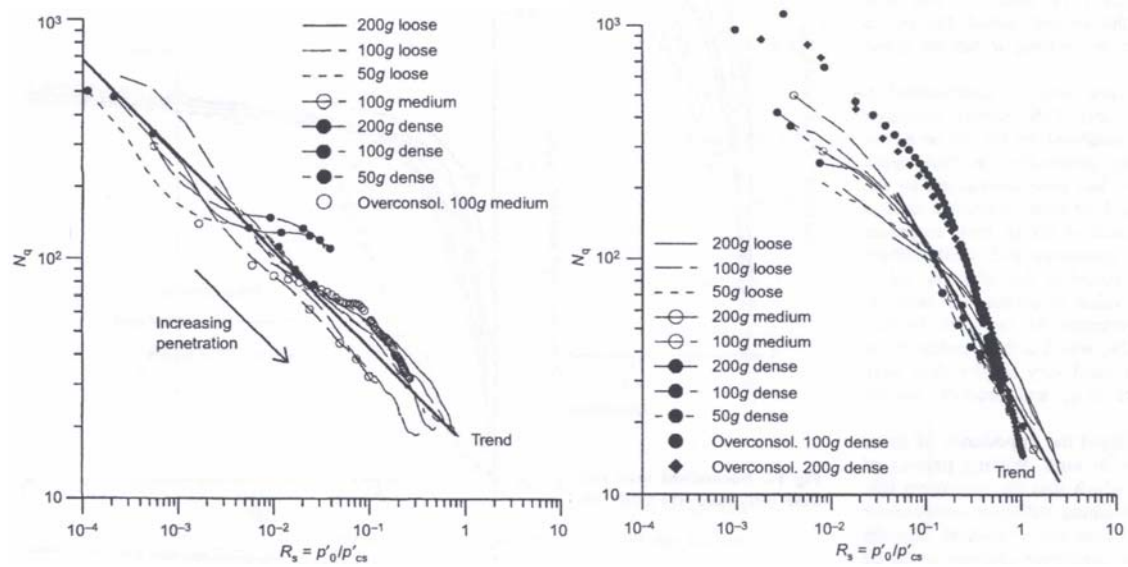 10³
10²
10
N_q
200g loose
100g loose
50g loose
100g medium
200g dense
100g dense
50g dense
Overconsol. 100g medium
Increasing
penetration
Trend
10⁻⁴ 10⁻³ 10⁻² 10⁻¹ 1 10
R_s = p'_0/p'_cs
10³
10²
10
N_q
200g loose
100g loose
50g loose
200g medium
100g medium
200g dense
100g dense
50g dense
Overconsol. 100g dense
Overconsol. 200g dense
Trend
10⁻⁴ 10⁻³ 10⁻² 10⁻¹ 1 10
R_s = p'_0/p'_cs